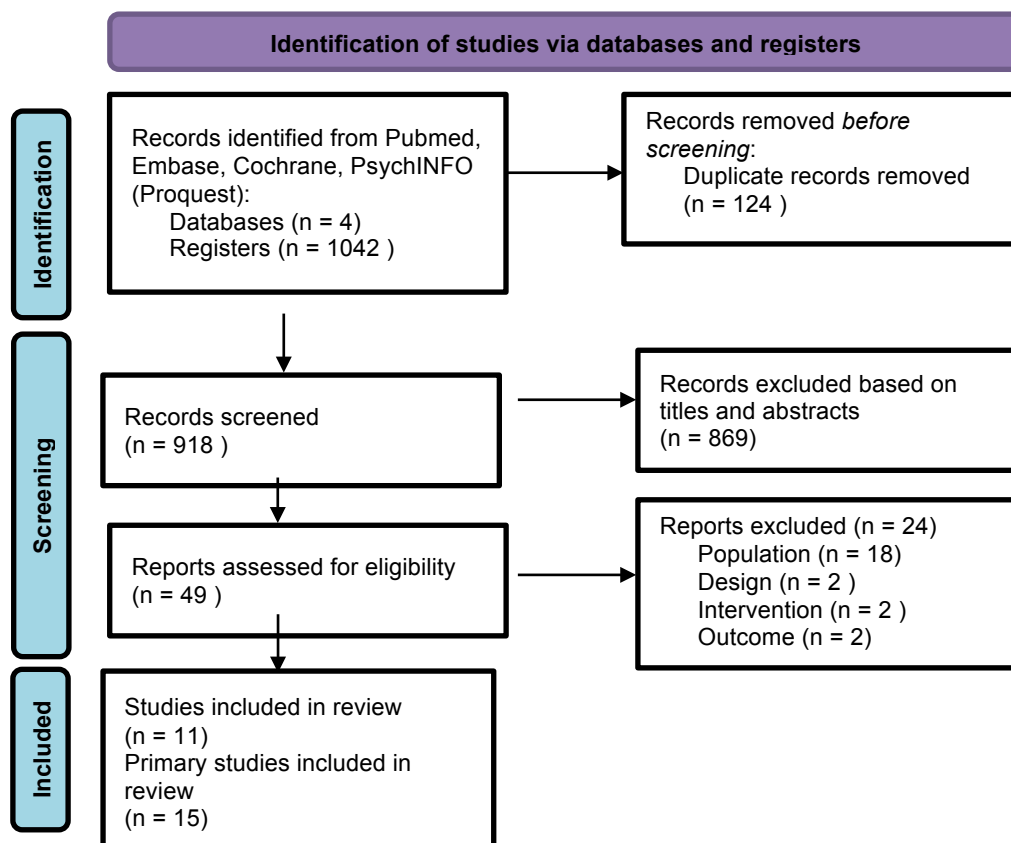 Identification of studies via databases and registers
Identification
Records identified from Pubmed,
Embase, Cochrane, PsychINFO
(Proquest):
Databases (n = 4)
Registers (n = 1042 )
Records removed before
screening:
Duplicate records removed
(n = 124 )
Screening
Records screened
(n = 918 )
Records excluded based on
titles and abstracts
(n = 869)
Reports assessed for eligibility
(n = 49 )
Reports excluded (n = 24)
Population (n = 18)
Design (n = 2 )
Intervention (n = 2 )
Outcome (n = 2)
Included
Studies included in review
(n = 11)
Primary studies included in
review
(n = 15)